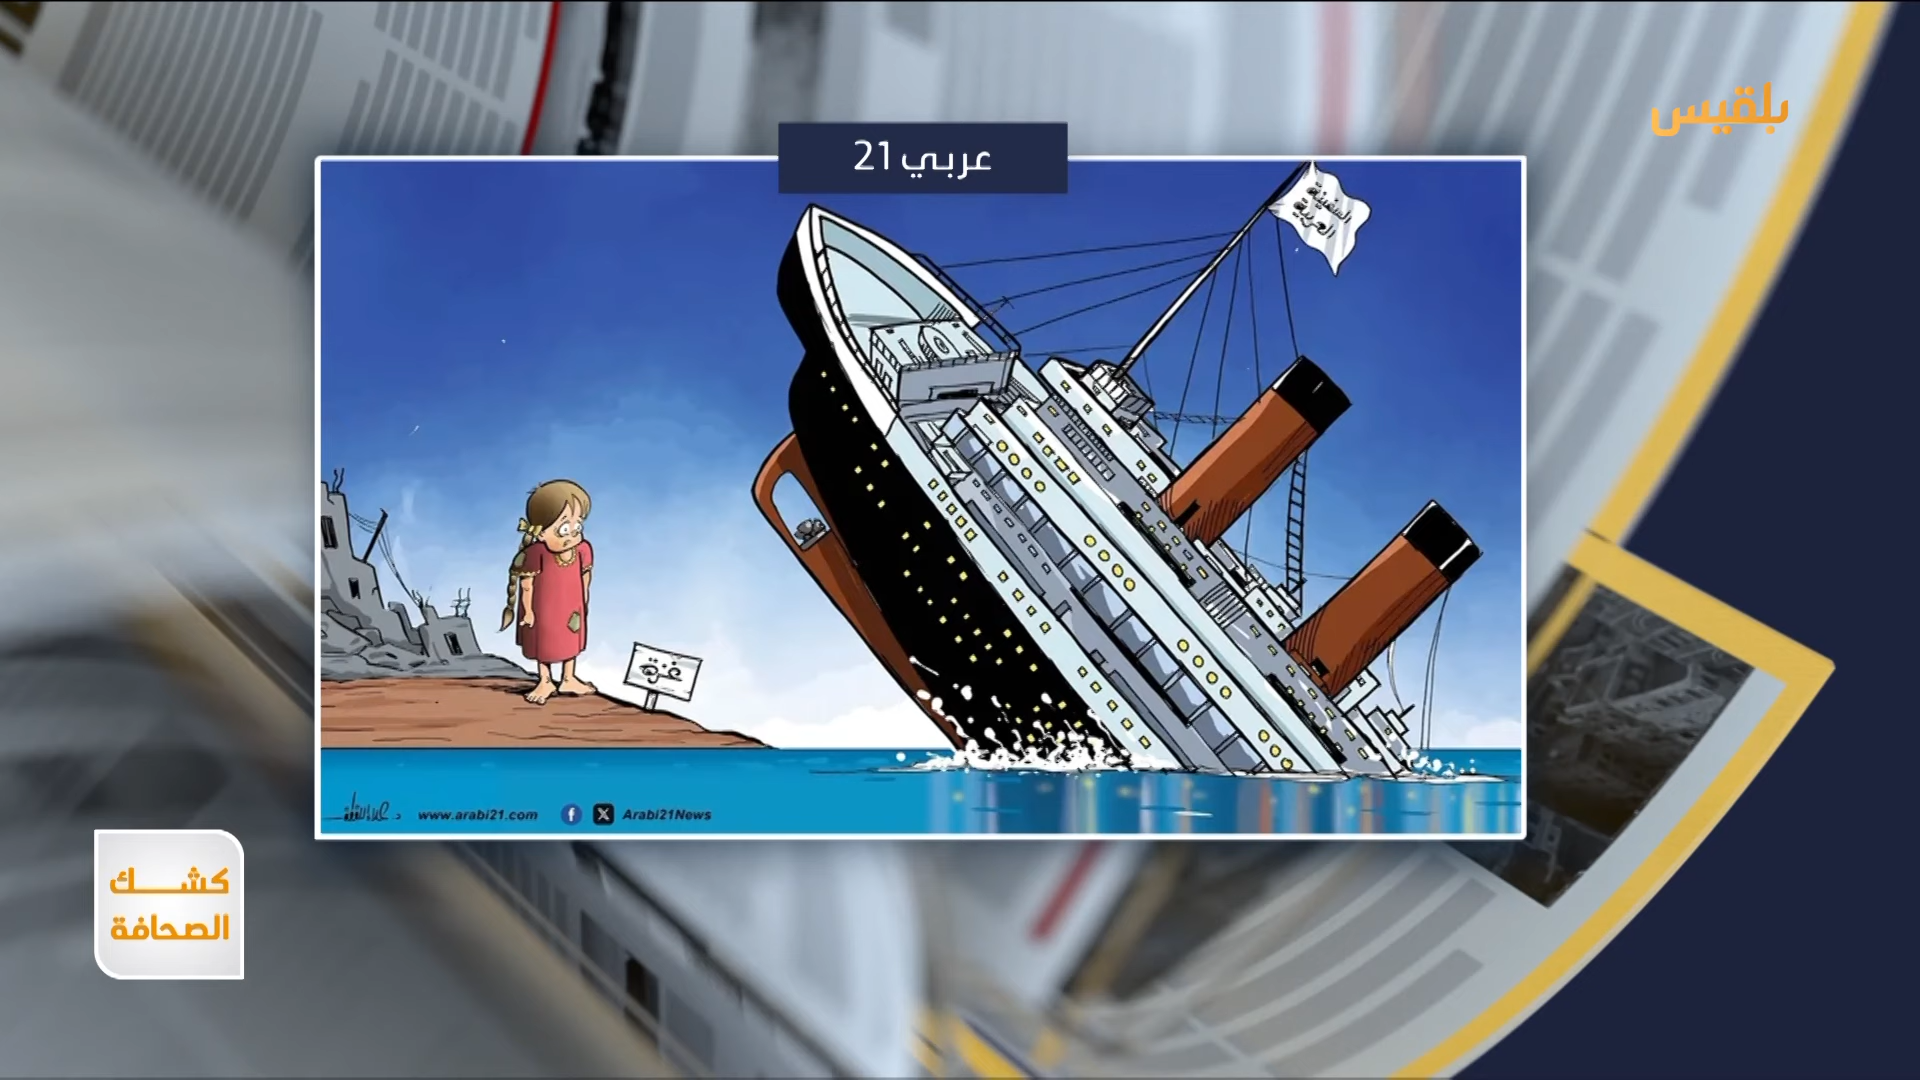 بلقيس
عربي 21
السفينة
العربية
غزة
www.arabi21.com
Arabi21News
كشك
الصحافة